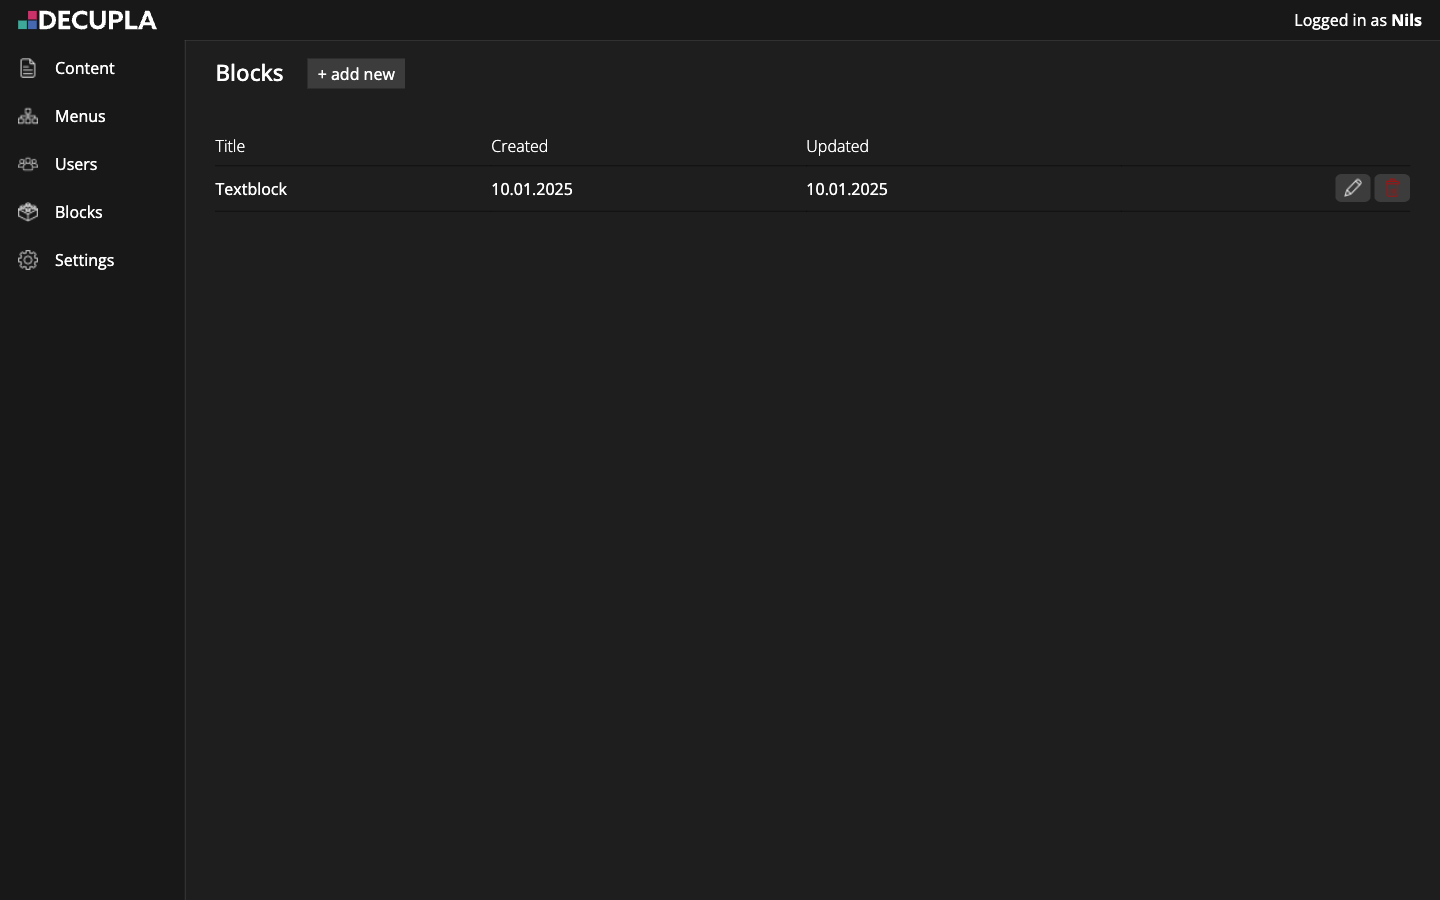 DECUPLA
Logged in as Nils
Content
Menus
Users
Blocks
Settings
Blocks
+ add new
Title Created Updated
Textblock 10.01.2025 10.01.2025